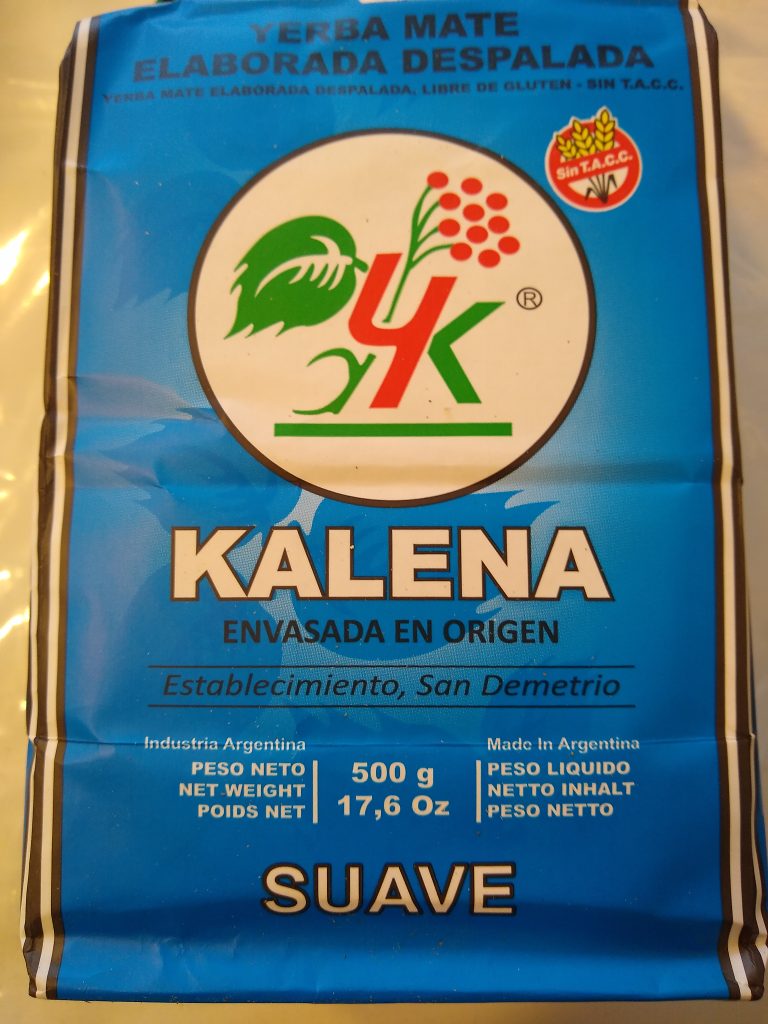 YERBA MATE
ELABORADA DESPALADA
YERBA MATE ELABORADA DESPALADA, LIBRE DE GLUTEN - SIN T.A.C.C.
Sin T.A.C.C.
YK ®
KALENA
ENVASADA EN ORIGEN
Establecimiento, San Demetrio
Industria Argentina
PESO NETO
NET WEIGHT
POIDS NET
500 g
17,6 Oz
Made In Argentina
PESO LIQUIDO
NETTO INHALT
PESO NETTO
SUAVE